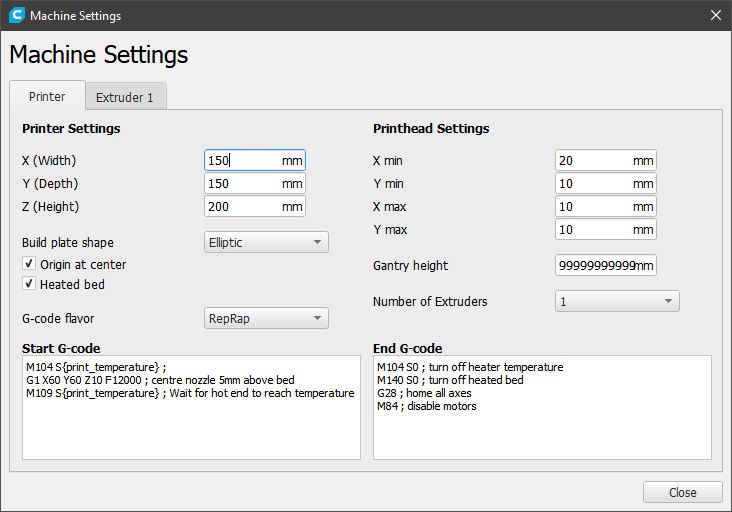 Machine Settings
Machine Settings
Printer
Extruder 1
Printer Settings
X (Width) 150 mm
Y (Depth) 150 mm
Z (Height) 200 mm
Build plate shape Elliptic
Origin at center
Heated bed
G-code flavor RepRap
Start G-code
M104 S{print_temperature} ;
G1 X60 Y60 Z10 F12000 ; centre nozzle 5mm above bed
M109 S{print_temperature} ; Wait for hot end to reach temperature
Printhead Settings
X min 20 mm
Y min 10 mm
X max 10 mm
Y max 10 mm
Gantry height 99999999999mm
Number of Extruders 1
End G-code
M104 S0 ; turn off heater temperature
M140 S0 ; turn off heated bed
G28 ; home all axes
M84 ; disable motors
Close